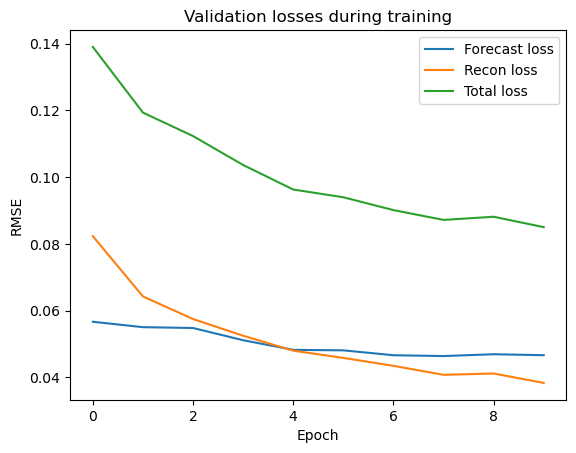 Validation losses during training
0.14
0.12
0.10
0.08
0.06
0.04
RMSE
Forecast loss
Recon loss
Total loss
0 2 4 6 8
Epoch